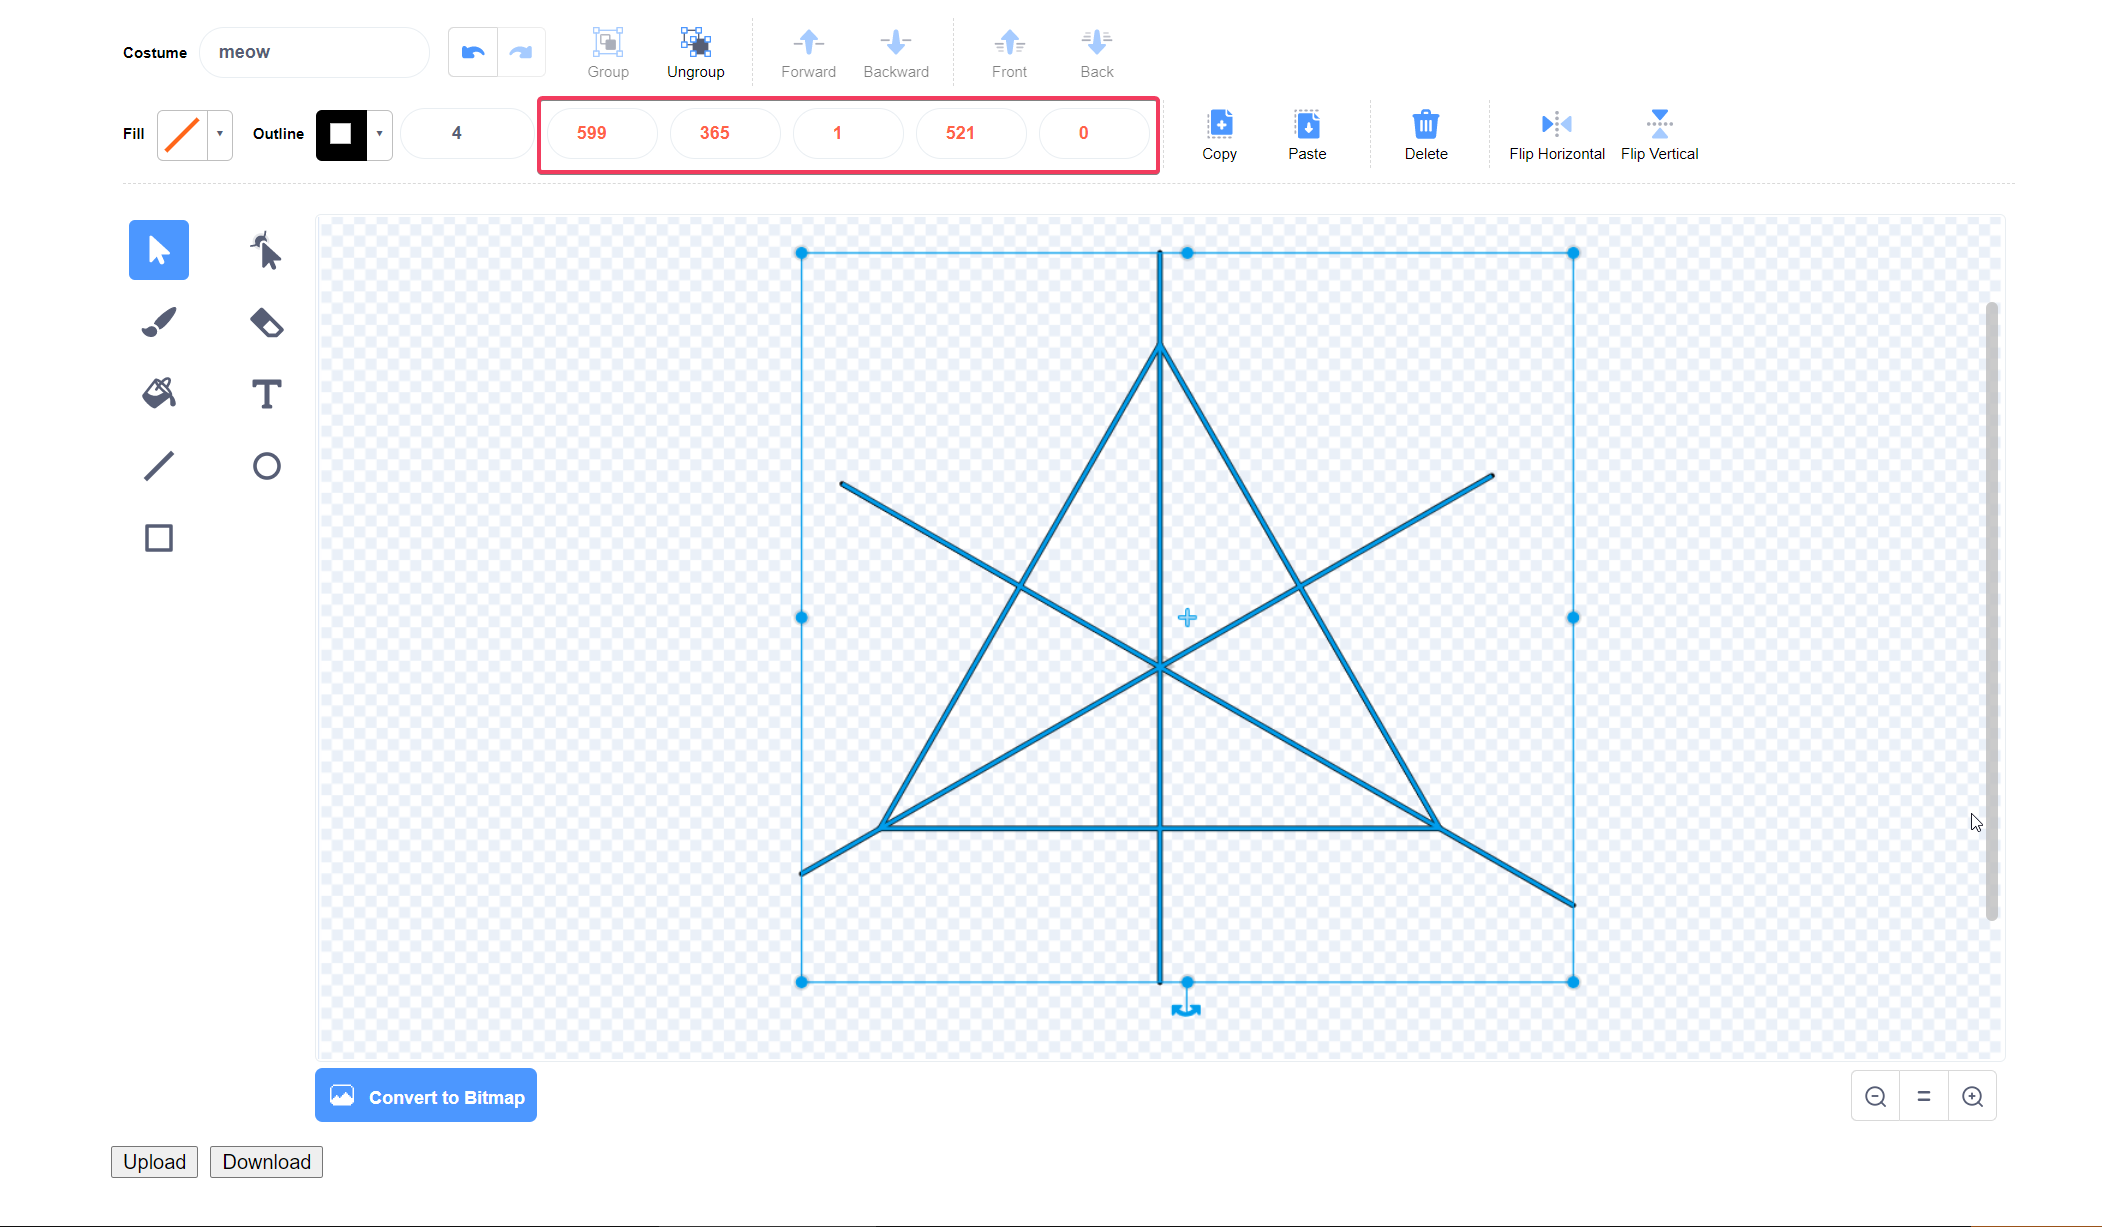 Costume meow
Group Ungroup Forward Backward Front Back
Fill Outline 4 599 365 1 521 0
Copy Paste Delete Flip Horizontal Flip Vertical
Convert to Bitmap
Upload Download